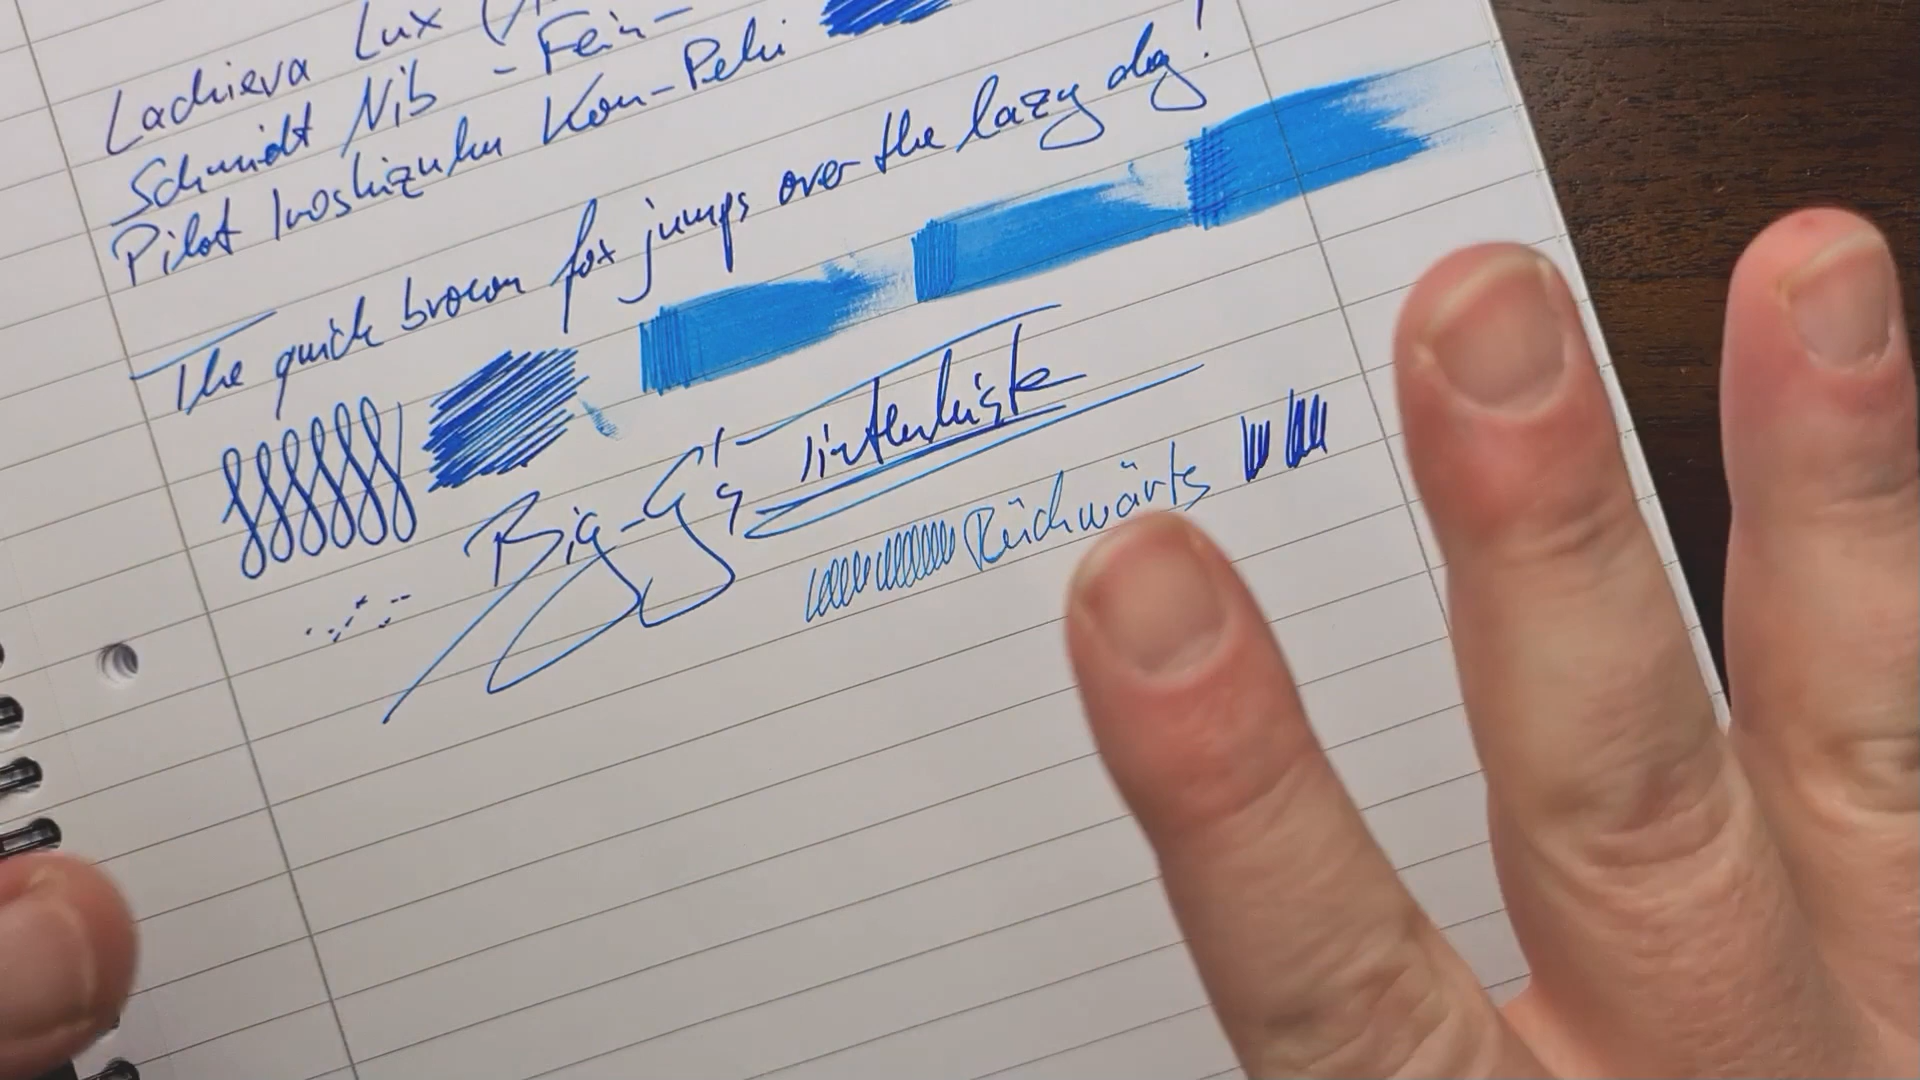 Lachieva Lux
Schmidt Nib - Fein -
Pilot Iroshizuku Kon-Peki
The quick brown fox jumps over the lazy dog!
Big-G's Tintenkiste
Rückwärts